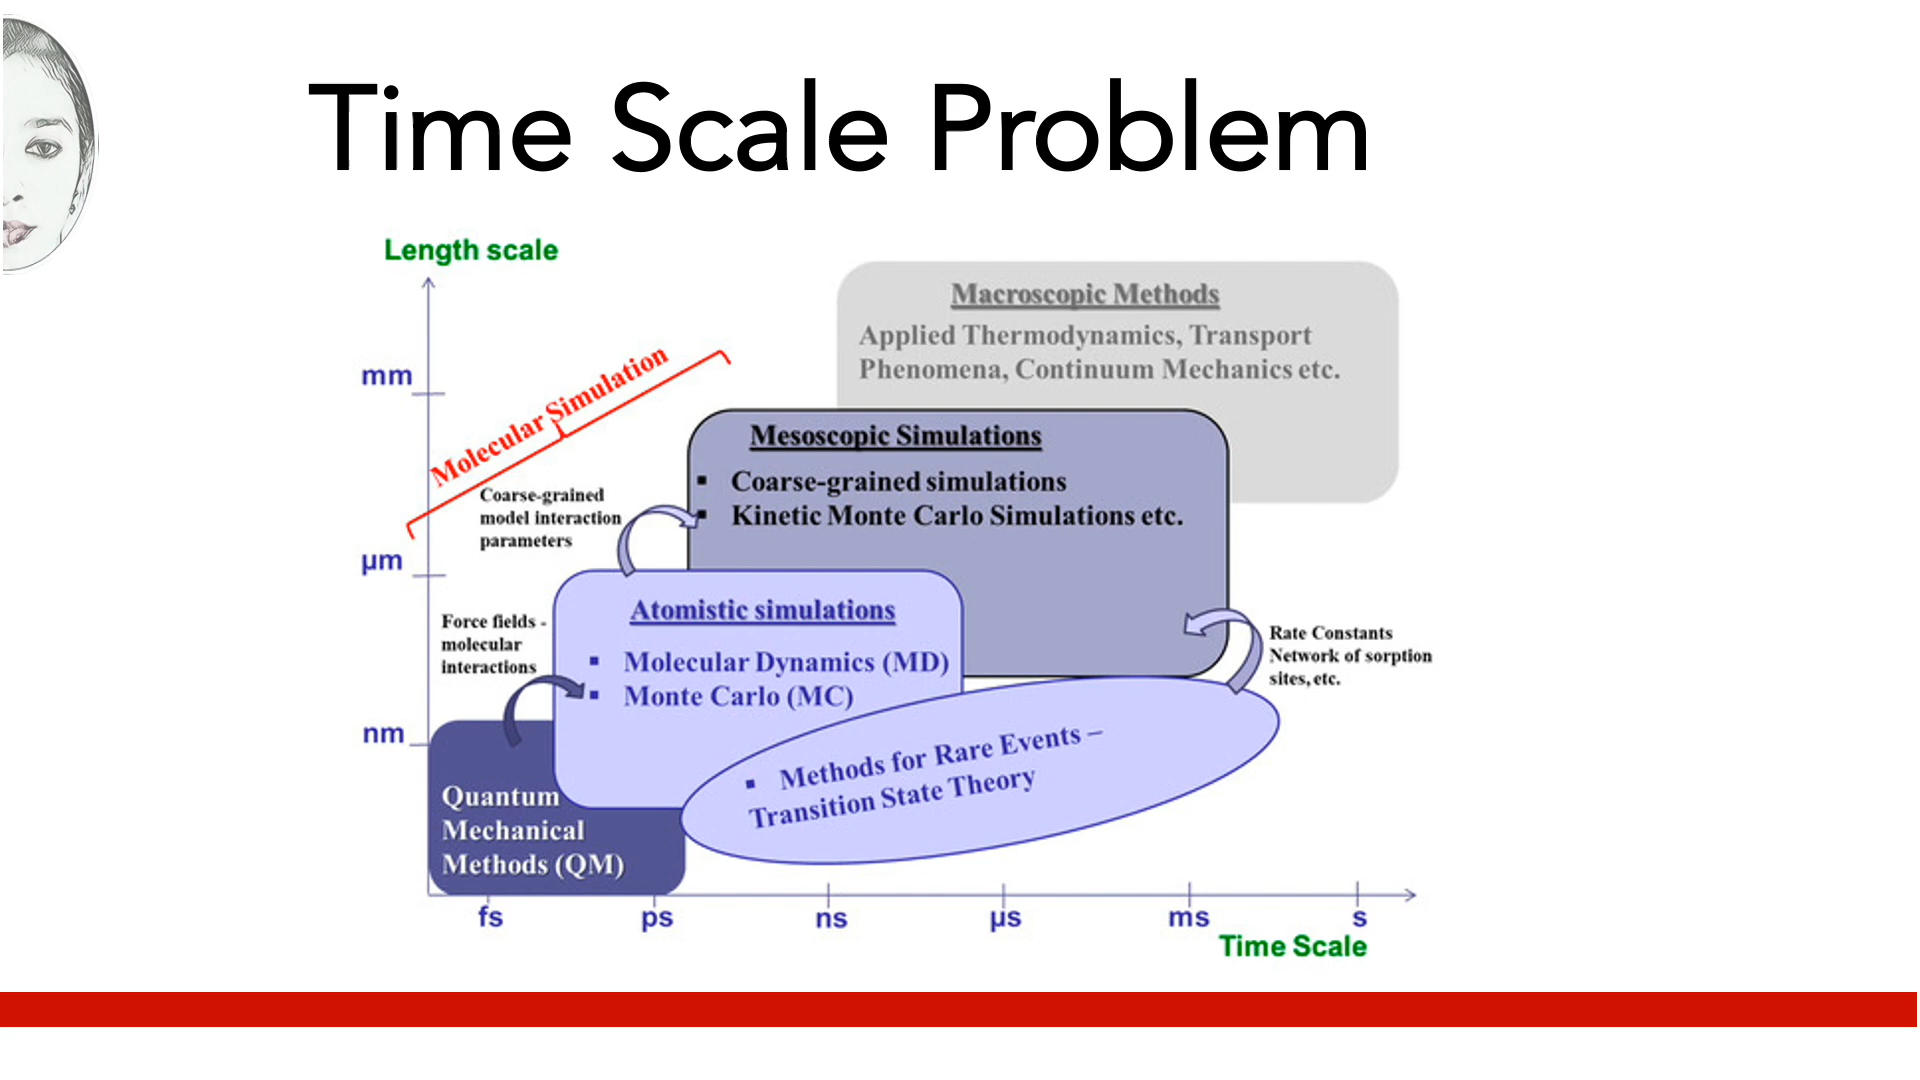 Time Scale Problem
Length scale
mm
µm
nm
Molecular Simulation
Macroscopic Methods
Applied Thermodynamics, Transport
Phenomena, Continuum Mechanics etc.
Mesoscopic Simulations
▪ Coarse-grained simulations
▪ Kinetic Monte Carlo Simulations etc.
Coarse-grained
model interaction
parameters
Atomistic simulations
▪ Molecular Dynamics (MD)
▪ Monte Carlo (MC)
Force fields -
molecular
interactions
Rate Constants
Network of sorption
sites, etc.
▪ Methods for Rare Events –
Transition State Theory
Quantum
Mechanical
Methods (QM)
fs
ps
ns
µs
ms
s
Time Scale